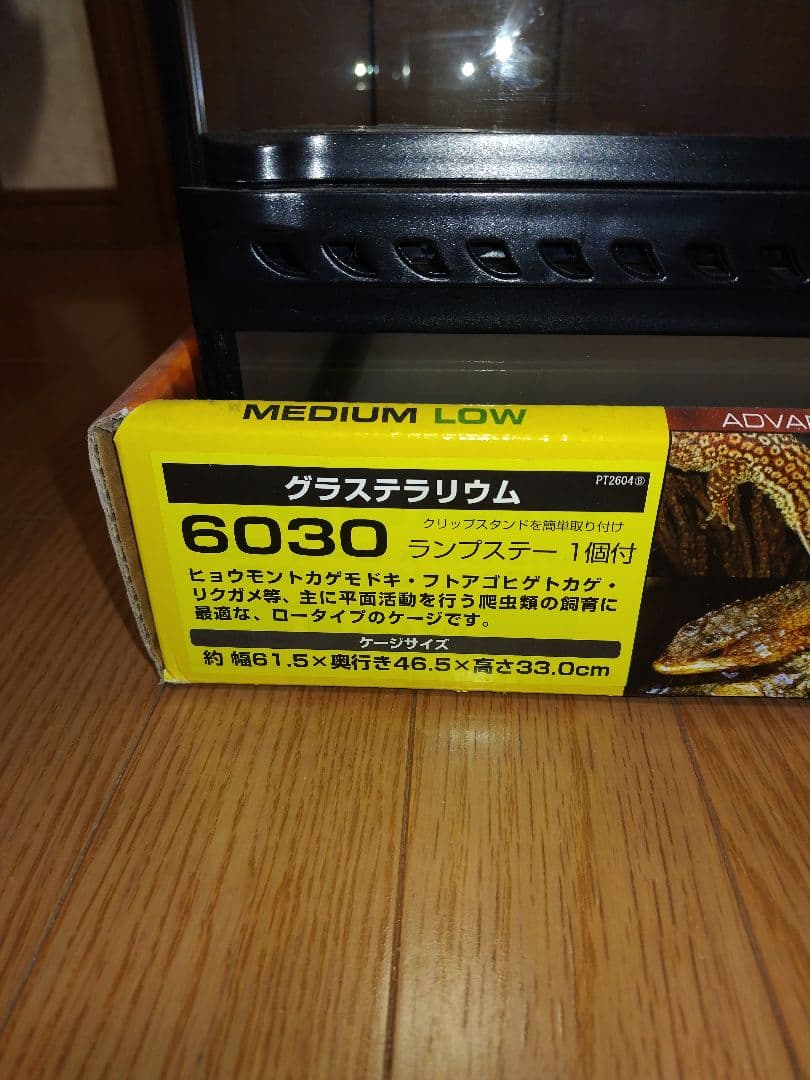 MEDIUM LOW
ADVA
グラステラリウム
PT2604Ⓑ
6030
クリップスタンドを簡単取り付け
ランプステー 1個付
ヒョウモントカゲモドキ・フトアゴヒゲトカゲ・
リクガメ等、主に平面活動を行う爬虫類の飼育に
最適な、ロータイプのケージです。
ケージサイズ
約 幅61.5×奥行き46.5×高さ33.0cm